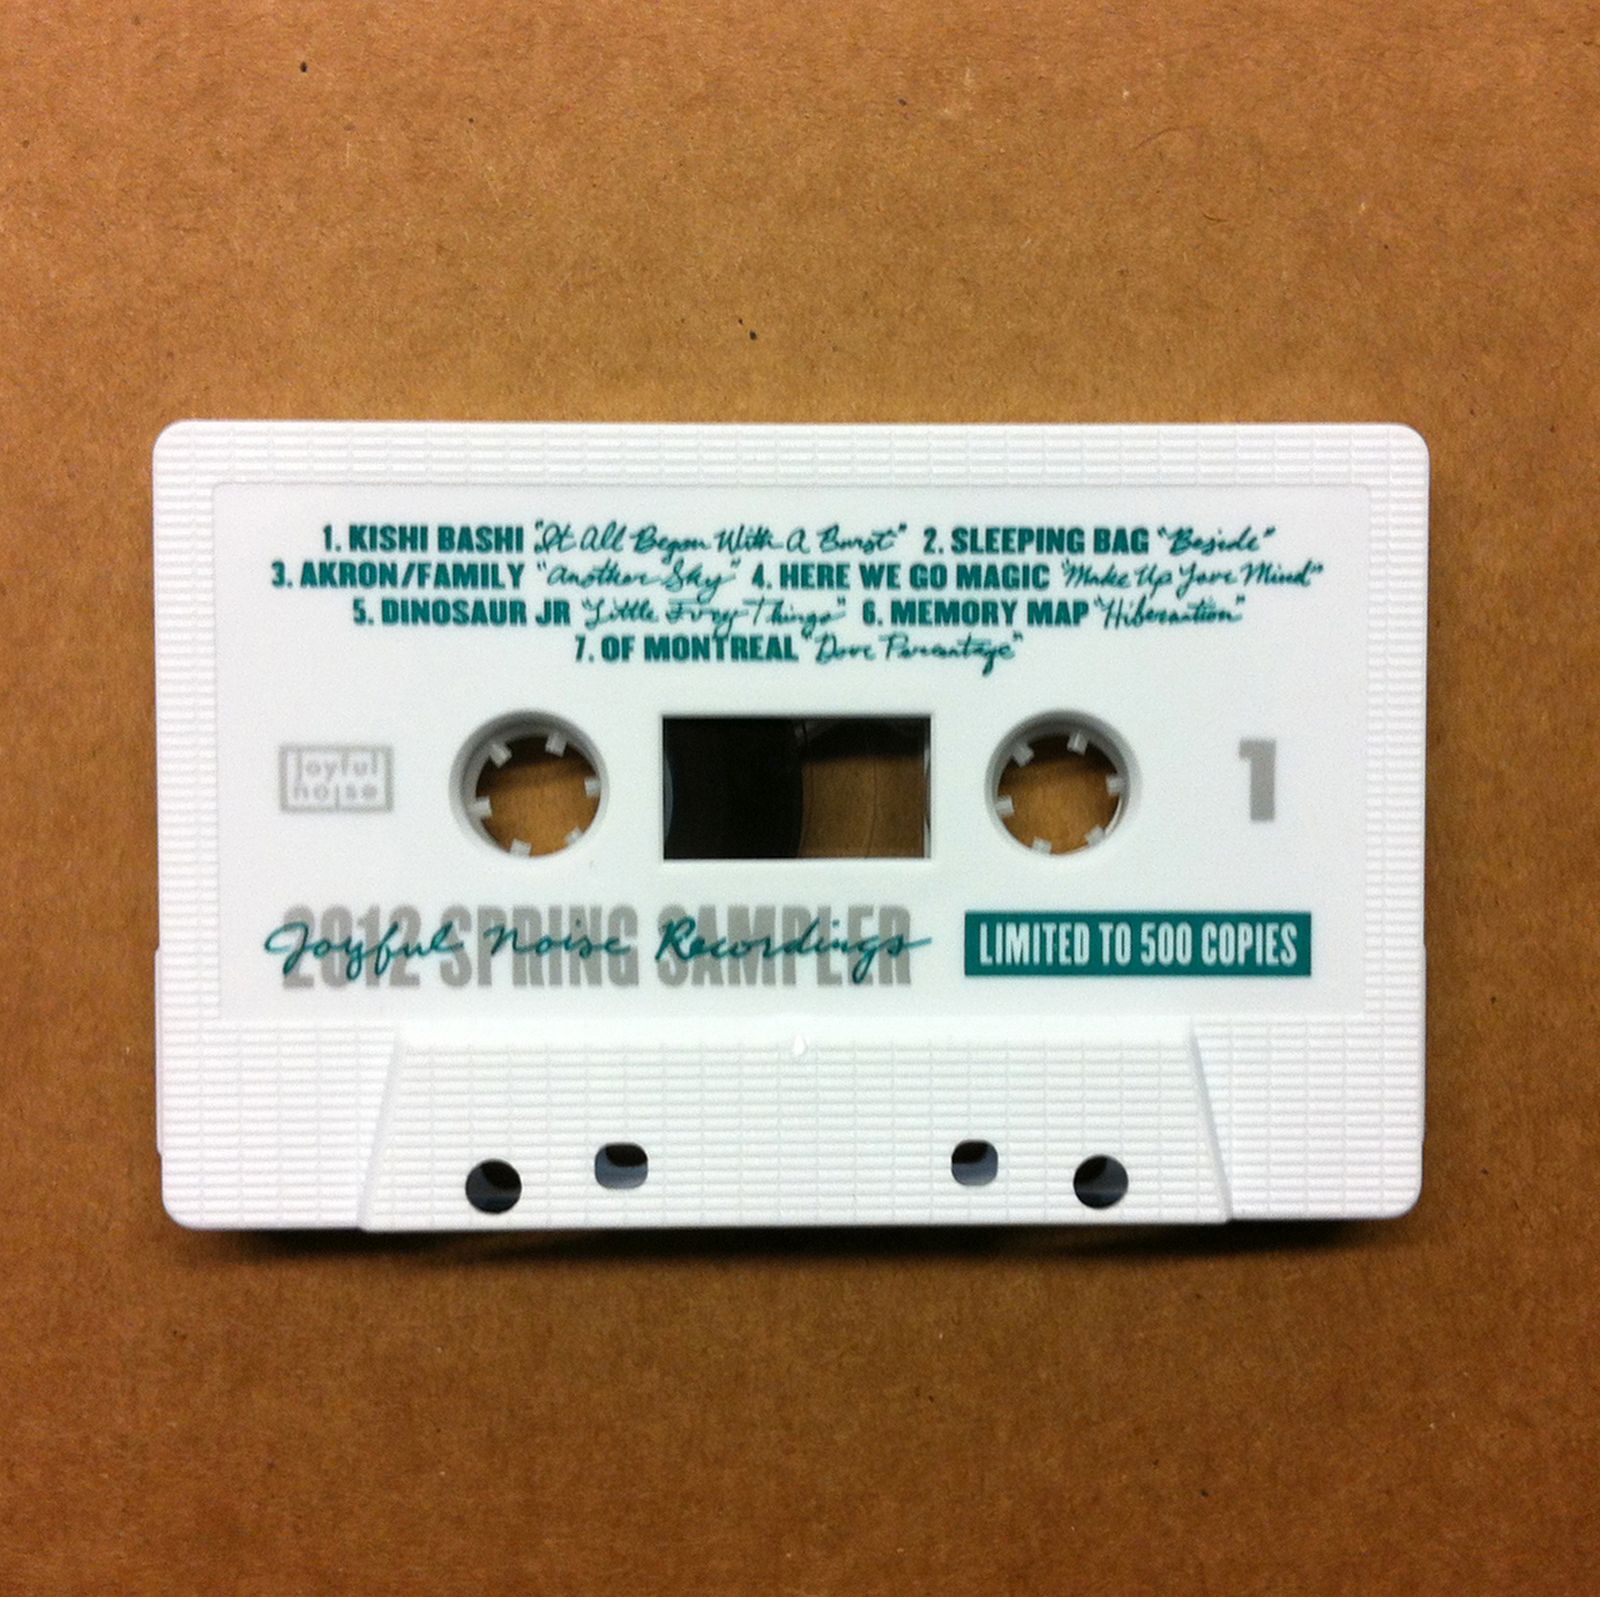 1. KISHI BASHI "It All Began With A Burst" 2. SLEEPING BAG "Beside"
3. AKRON/FAMILY "Another Sky" 4. HERE WE GO MAGIC "Make Up Your Mind"
5. DINOSAUR JR "Little Fury Things" 6. MEMORY MAP "Hibernation"
7. OF MONTREAL "Dour Percentage"
joyful
noise
1
2012 SPRING SAMPLER
Joyful Noise Recordings
LIMITED TO 500 COPIES